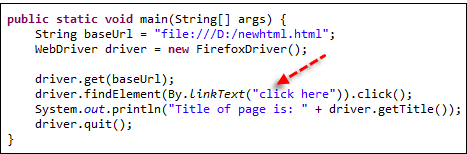 public static void main(String[] args) {
String baseUrl = "file:///D:/newhtml.html";
WebDriver driver = new FirefoxDriver();
driver.get(baseUrl);
driver.findElement(By.linkText("click here")).click();
System.out.println("Title of page is: " + driver.getTitle());
driver.quit();
}